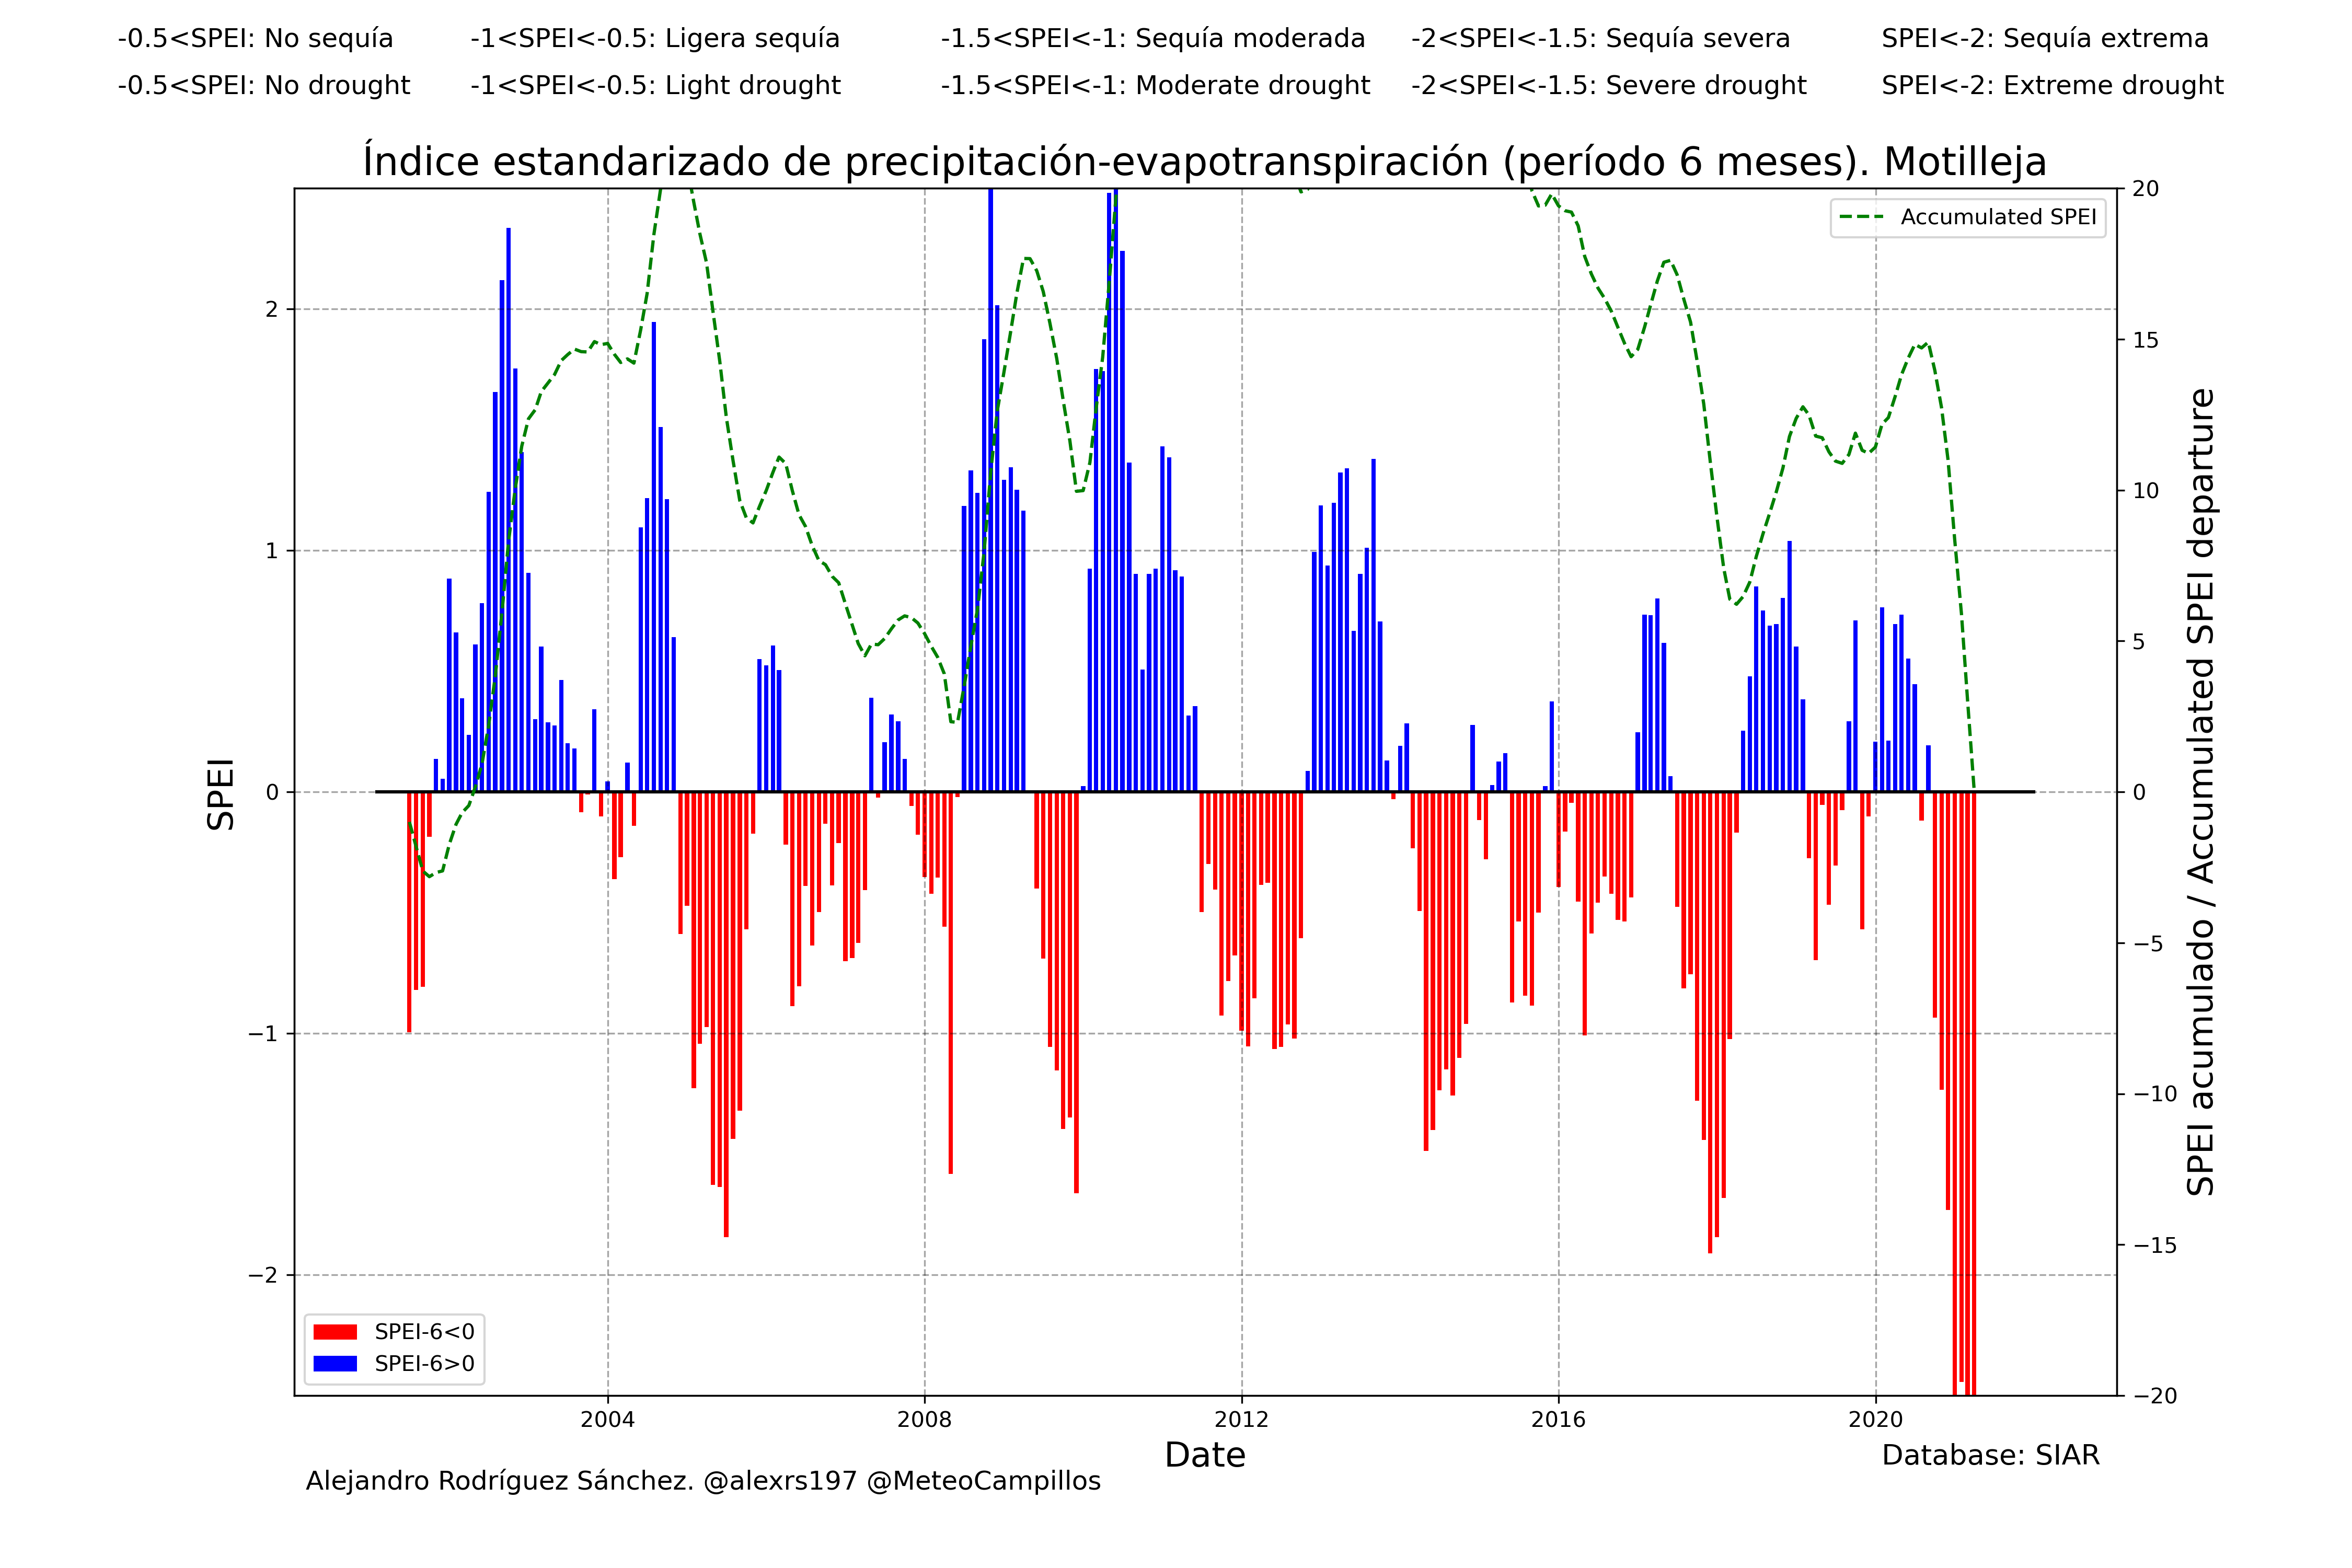 -0.5<SPEI: No sequía -1<SPEI<-0.5: Ligera sequía -1.5<SPEI<-1: Sequía moderada -2<SPEI<-1.5: Sequía severa SPEI<-2: Sequía extrema
-0.5<SPEI: No drought -1<SPEI<-0.5: Light drought -1.5<SPEI<-1: Moderate drought -2<SPEI<-1.5: Severe drought SPEI<-2: Extreme drought
Índice estandarizado de precipitación-evapotranspiración (período 6 meses). Motilleja
SPEI
2
1
0
−1
−2
Accumulated SPEI
SPEI-6<0
SPEI-6>0
20
15
10
5
0
−5
−10
−15
−20
SPEI acumulado / Accumulated SPEI departure
2004 2008 2012 2016 2020
Date
Database: SIAR
Alejandro Rodríguez Sánchez. @alexrs197 @MeteoCampillos